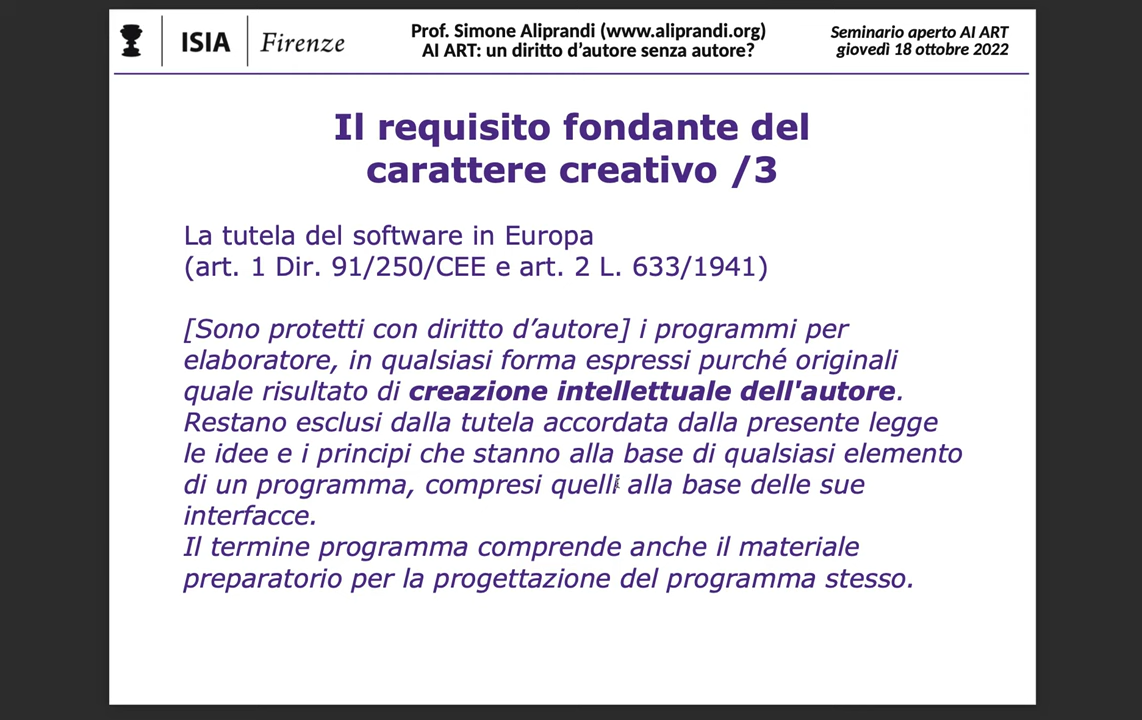 ISIA Firenze
Prof. Simone Aliprandi (www.aliprandi.org)
AI ART: un diritto d’autore senza autore?
Seminario aperto AI ART
giovedì 18 ottobre 2022
Il requisito fondante del
carattere creativo /3
La tutela del software in Europa
(art. 1 Dir. 91/250/CEE e art. 2 L. 633/1941)
[Sono protetti con diritto d’autore] i programmi per
elaboratore, in qualsiasi forma espressi purché originali
quale risultato di creazione intellettuale dell'autore.
Restano esclusi dalla tutela accordata dalla presente legge
le idee e i principi che stanno alla base di qualsiasi elemento
di un programma, compresi quelli alla base delle sue
interfacce.
Il termine programma comprende anche il materiale
preparatorio per la progettazione del programma stesso.